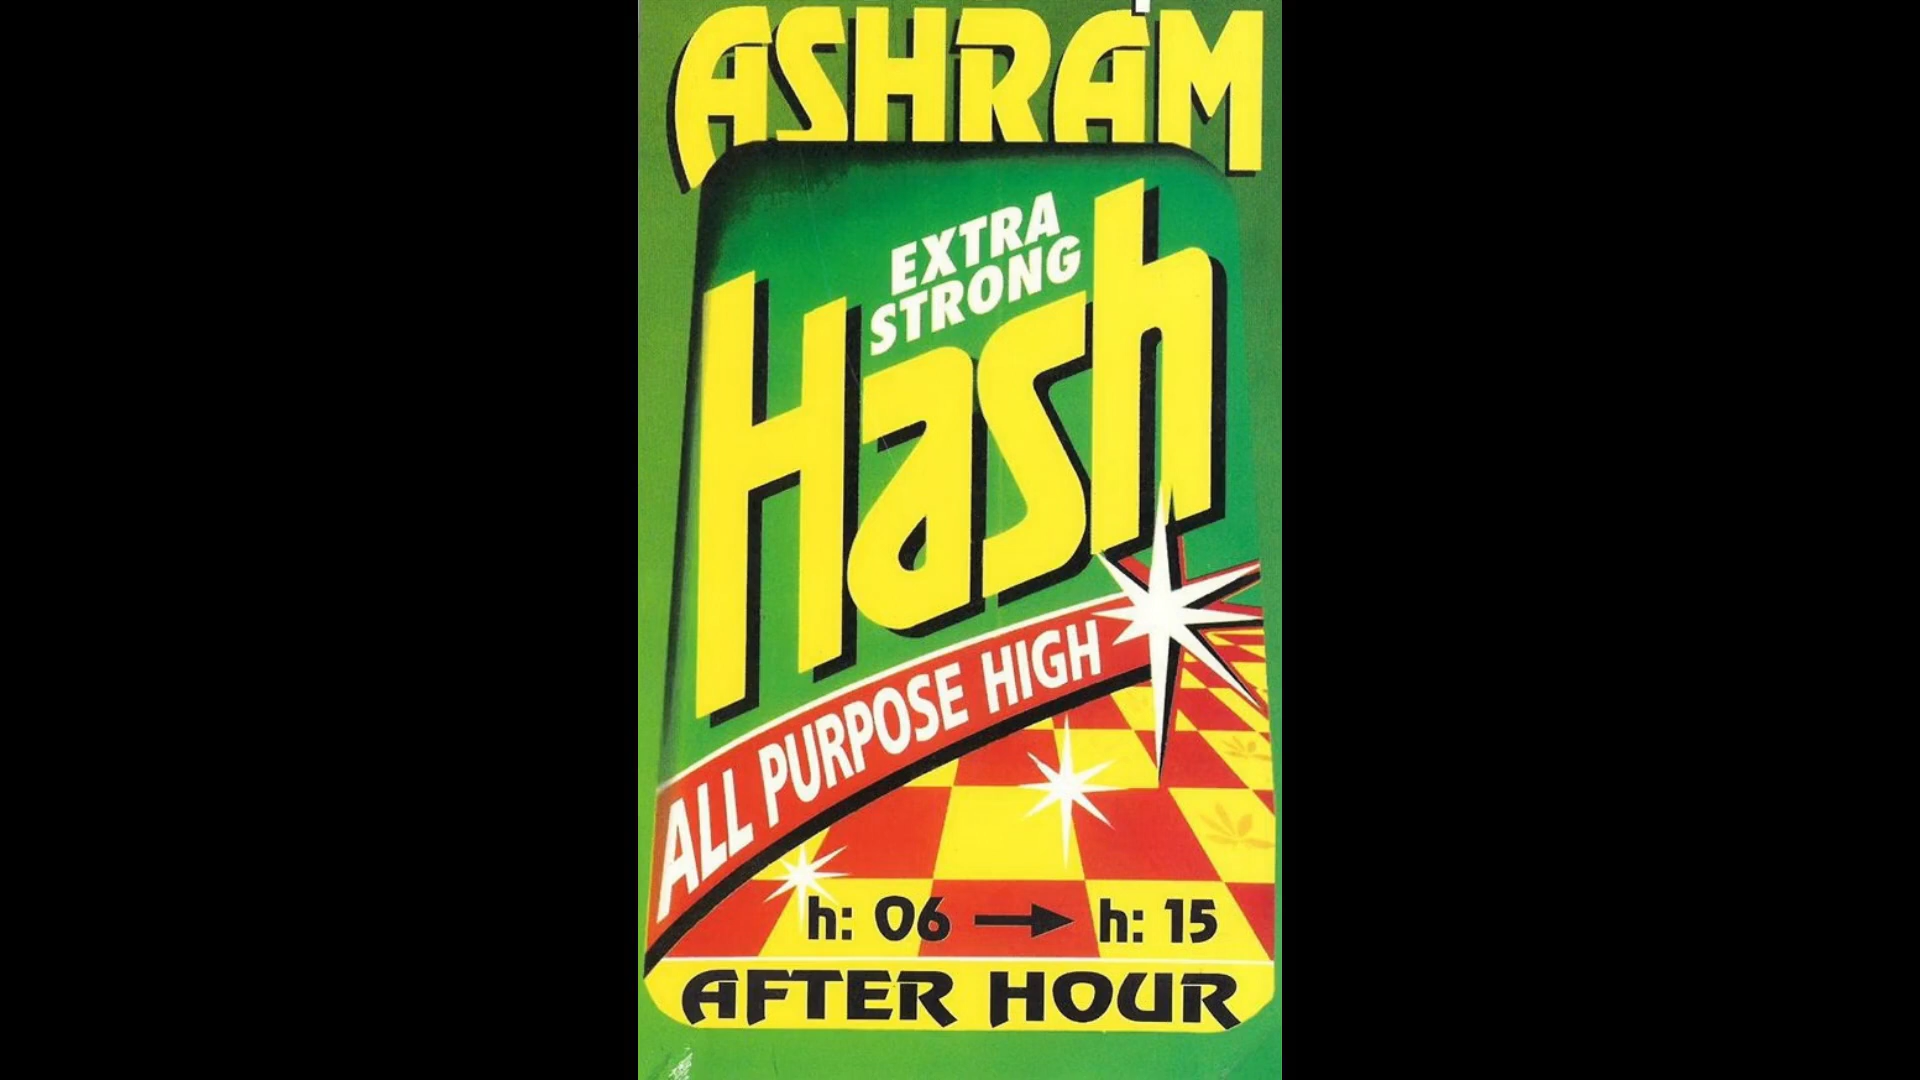 ASHRAM
EXTRA
STRONG
Hash
ALL PURPOSE HIGH
h: 06 → h: 15
AFTER HOUR